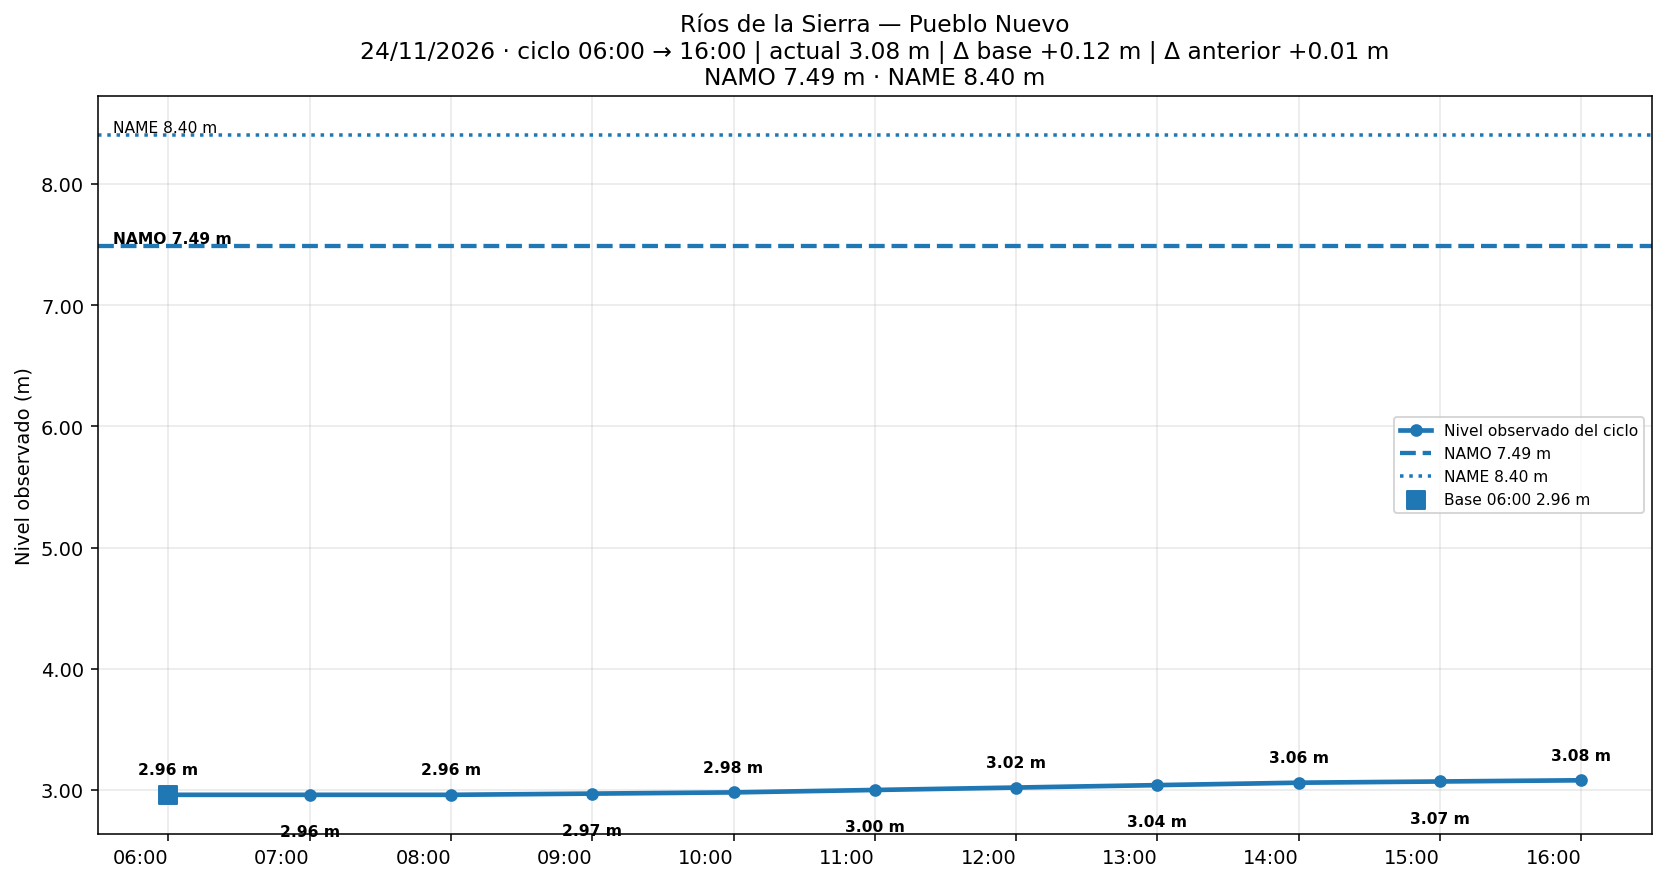 Ríos de la Sierra — Pueblo Nuevo
24/11/2026 · ciclo 06:00 → 16:00 | actual 3.08 m | Δ base +0.12 m | Δ anterior +0.01 m
NAMO 7.49 m · NAME 8.40 m
NAME 8.40 m
8.00
NAMO 7.49 m
7.00
6.00
5.00
4.00
3.00
Nivel observado (m)
Nivel observado del ciclo
NAMO 7.49 m
NAME 8.40 m
Base 06:00 2.96 m
2.96 m
2.96 m
2.96 m
2.97 m
2.98 m
3.00 m
3.02 m
3.04 m
3.06 m
3.07 m
3.08 m
06:00 07:00 08:00 09:00 10:00 11:00 12:00 13:00 14:00 15:00 16:00